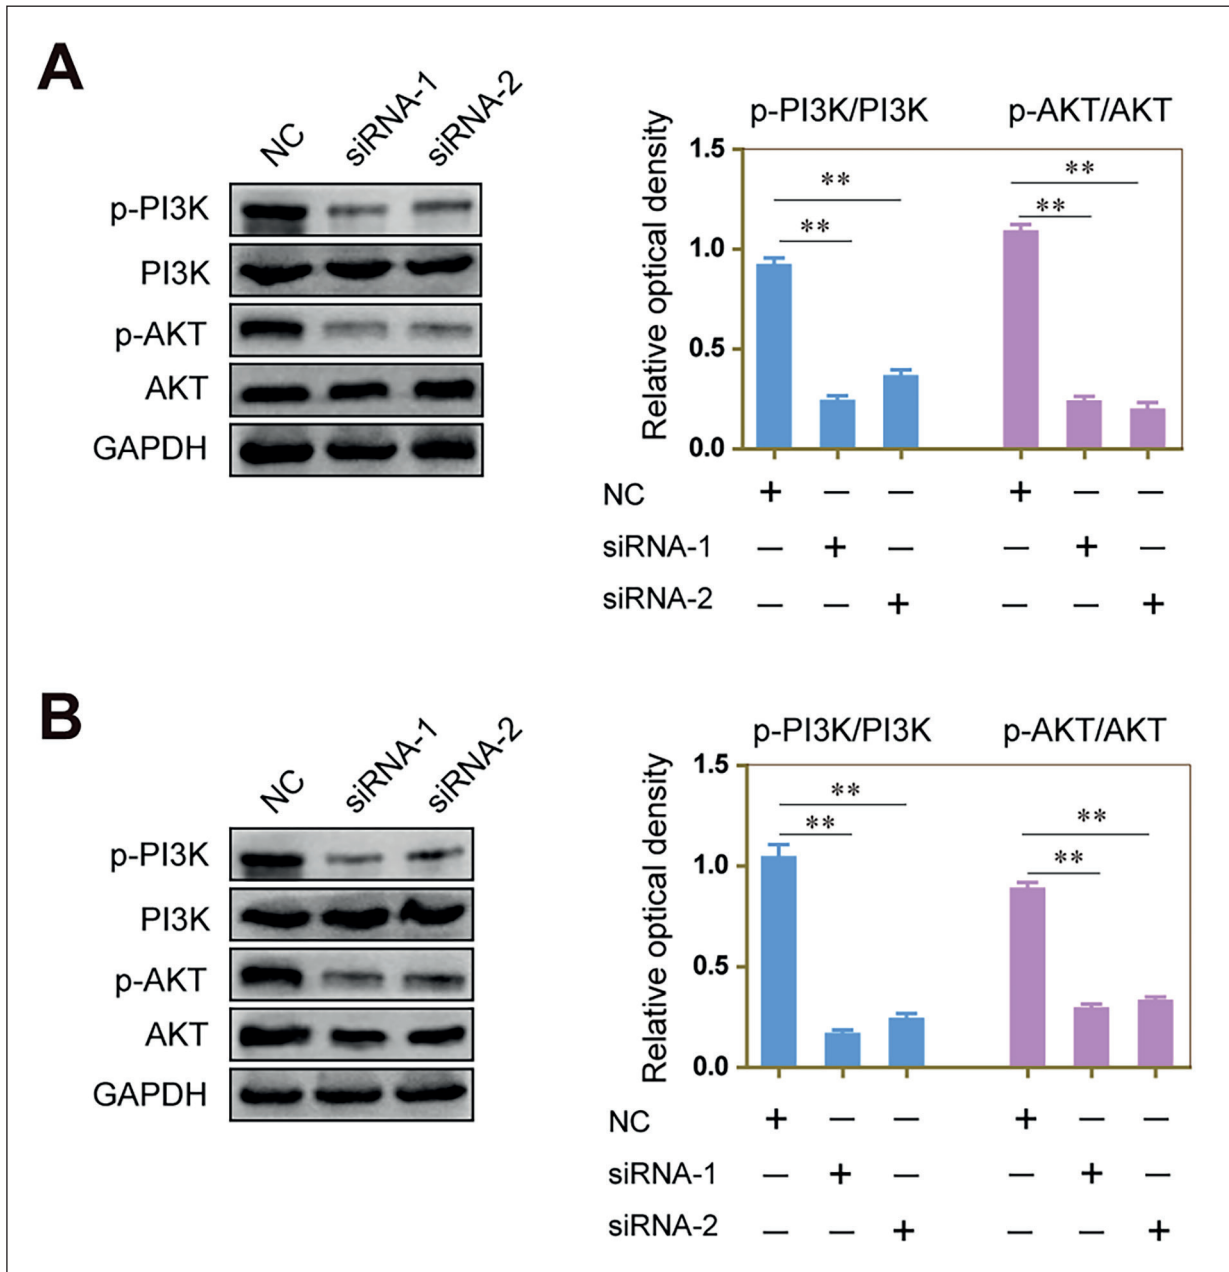 A
NC siRNA-1 siRNA-2
p-PI3K
PI3K
p-AKT
AKT
GAPDH
p-PI3K/PI3K p-AKT/AKT
Relative optical density
1.5
1.0
0.5
0.0
** ** ** **
NC + — — + — —
siRNA-1 — + — — + —
siRNA-2 — — + — — +
B
NC siRNA-1 siRNA-2
p-PI3K
PI3K
p-AKT
AKT
GAPDH
p-PI3K/PI3K p-AKT/AKT
Relative optical density
1.5
1.0
0.5
0.0
** ** ** **
NC + — — + — —
siRNA-1 — + — — + —
siRNA-2 — — + — — +